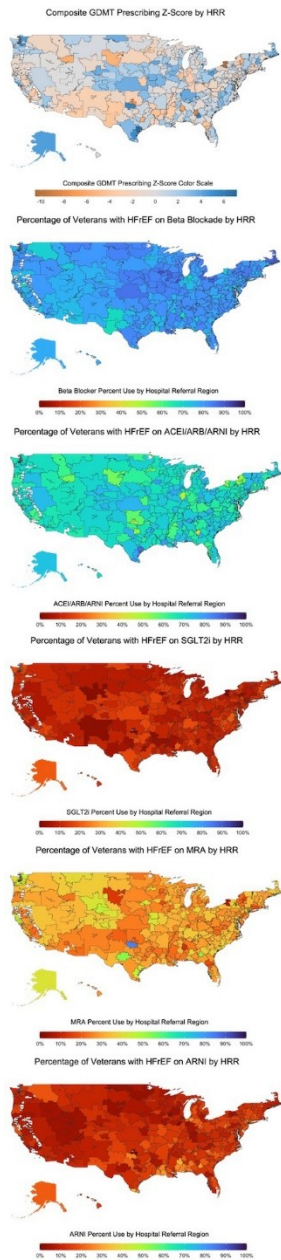 Composite GDMT Prescribing Z-Score by HRR
-10 -8 -6 -4 -2 0 2 4 6
Composite GDMT Prescribing Z-Score Color Scale
Percentage of Veterans with HFrEF on Beta Blockade by HRR
Beta Blocker Percent Use by Hospital Referral Region
0% 10% 20% 30% 40% 50% 60% 70% 80% 90% 100%
Percentage of Veterans with HFrEF on ACEI/ARB/ARNI by HRR
ACEI/ARB/ARNI Percent Use by Hospital Referral Region
0% 10% 20% 30% 40% 50% 60% 70% 80% 90% 100%
Percentage of Veterans with HFrEF on SGLT2i by HRR
SGLT2i Percent Use by Hospital Referral Region
0% 10% 20% 30% 40% 50% 60% 70% 80% 90% 100%
Percentage of Veterans with HFrEF on MRA by HRR
MRA Percent Use by Hospital Referral Region
0% 10% 20% 30% 40% 50% 60% 70% 80% 90% 100%
Percentage of Veterans with HFrEF on ARNI by HRR
ARNI Percent Use by Hospital Referral Region
0% 10% 20% 30% 40% 50% 60% 70% 80% 90% 100%